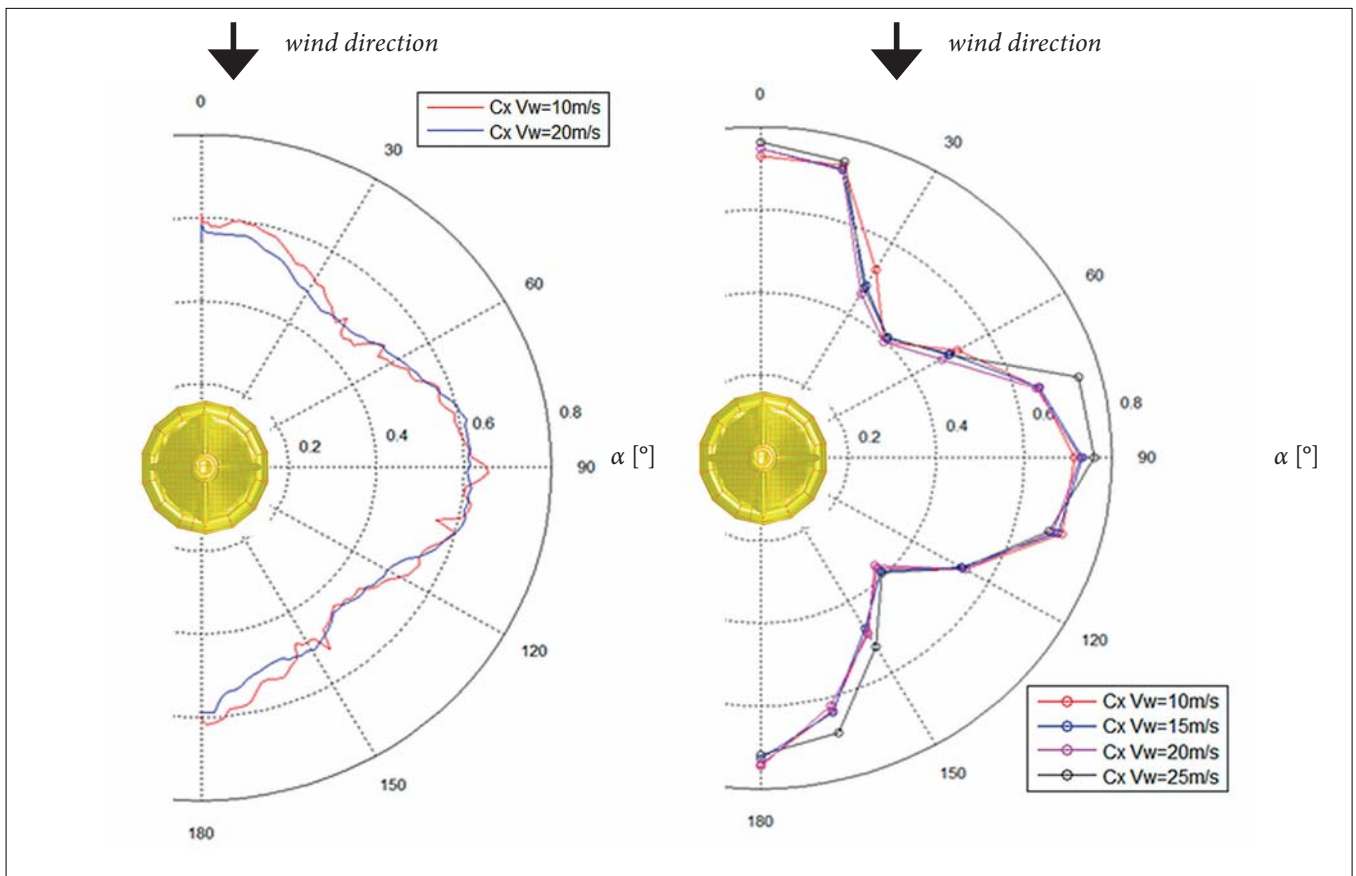 wind direction
wind direction
0
Cx Vw=10m/s
Cx Vw=20m/s
30
60
0.8
0.6
0.4
0.2
90
α [°]
120
150
180
0
30
60
0.8
0.6
0.4
0.2
90
α [°]
120
150
180
Cx Vw=10m/s
Cx Vw=15m/s
Cx Vw=20m/s
Cx Vw=25m/s